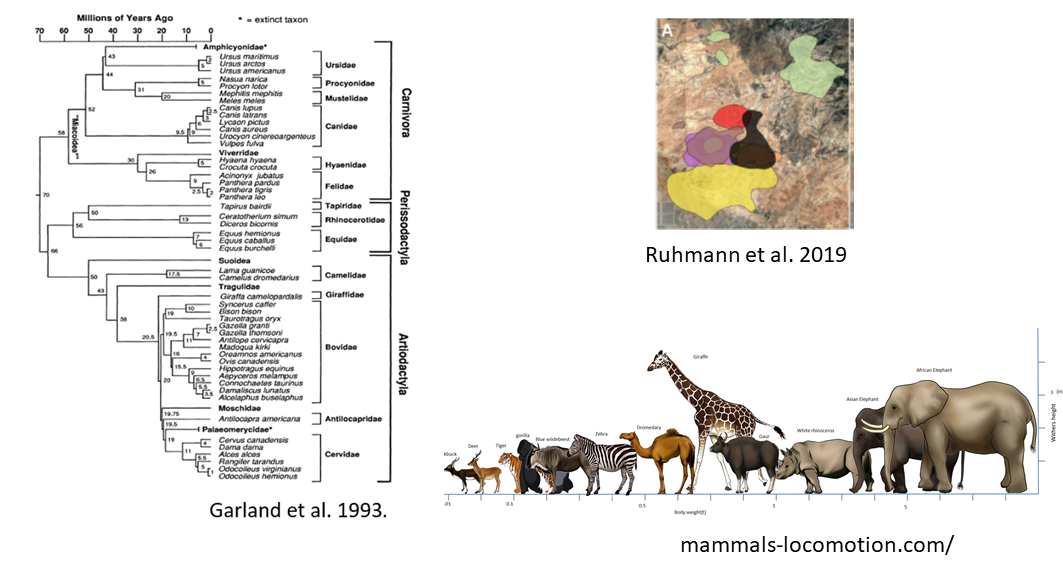 Millions of Years Ago
* = extinct taxon
70 60 50 40 30 20 10 0
Amphicyonidae*
43
Ursus maritimus
Ursus arctos
5
Ursus americanus
Ursidae
44
Nasua narica
5
Procyon lotor
Procyonidae
31
Mephitis mephitis
20
Meles meles
Mustelidae
52
Canis lupus
2.5
Canis latrans
Lycaon pictus
6
Canis aureus
9.5
9
Urocyon cinereoargenteus
Vulpes fulva
Canidae
58
"Miacoidea"
Viverridae
30
Hyaena hyaena
5
Crocuta crocuta
Hyaenidae
26
Acinonyx jubatus
9
Panthera pardus
Panthera tigris
2.5
2
Panthera leo
Felidae
Carnivora
70
Tapirus bairdii
Tapiridae
50
Ceratotherium simum
13
Diceros bicornis
Rhinocerotidae
56
Equus hemionus
7
Equus caballus
6
Equus burchelli
Equidae
Perissodactyla
66
Suoidea
50
Lama guanicoe
17.5
Camelus dromedarius
Camelidae
43
Tragulidae
Giraffa camelopardalis
Giraffidae
38
Syncerus caffer
10
Bison bison
19
Taurotragus oryx
Gazella granti
2.5
Gazella thomsoni
19.5
7
Antilope cervicapra
11
Madoqua kirki
20.5
16
Oreamnos americanus
4
Ovis canadensis
15.5
Hippotragus equinus
9
Aepyceros melampus
6.5
Connochaetes taurinus
5.5
Damaliscus lunatus
3.5
Alcelaphus buselaphus
Bovidae
20
Moschidae
19.75
Antilocapra americana
Antilocapridae
19.5
Palaeomerycidae*
19
Cervus canadensis
4
Dama dama
11
Alces alces
5.5
Rangifer tarandus
5
Odocoileus virginianus
Odocoileus hemionus
Cervidae
Artiodactyla
Garland et al. 1993.
A
Ruhmann et al. 2019
kbuck
Deer
Tiger
gorilla
Blue wildebeest
Zebra
Dromedary
Giraffe
Gaur
White rhinoceros
Asian Elephant
African Elephant
Withers height
0.1
0.5
1
5
Body weight(t)
mammals-locomotion.com/